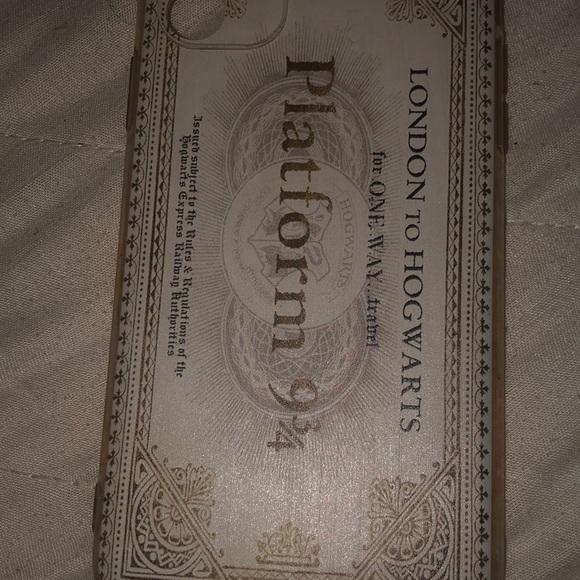 LONDON TO HOGWARTS
for ONE WAY...travel
Platform 9¾
HOGWARTS
Issued subject to the Rules & Regulations of the
Hogwarts Express Railway Authorities